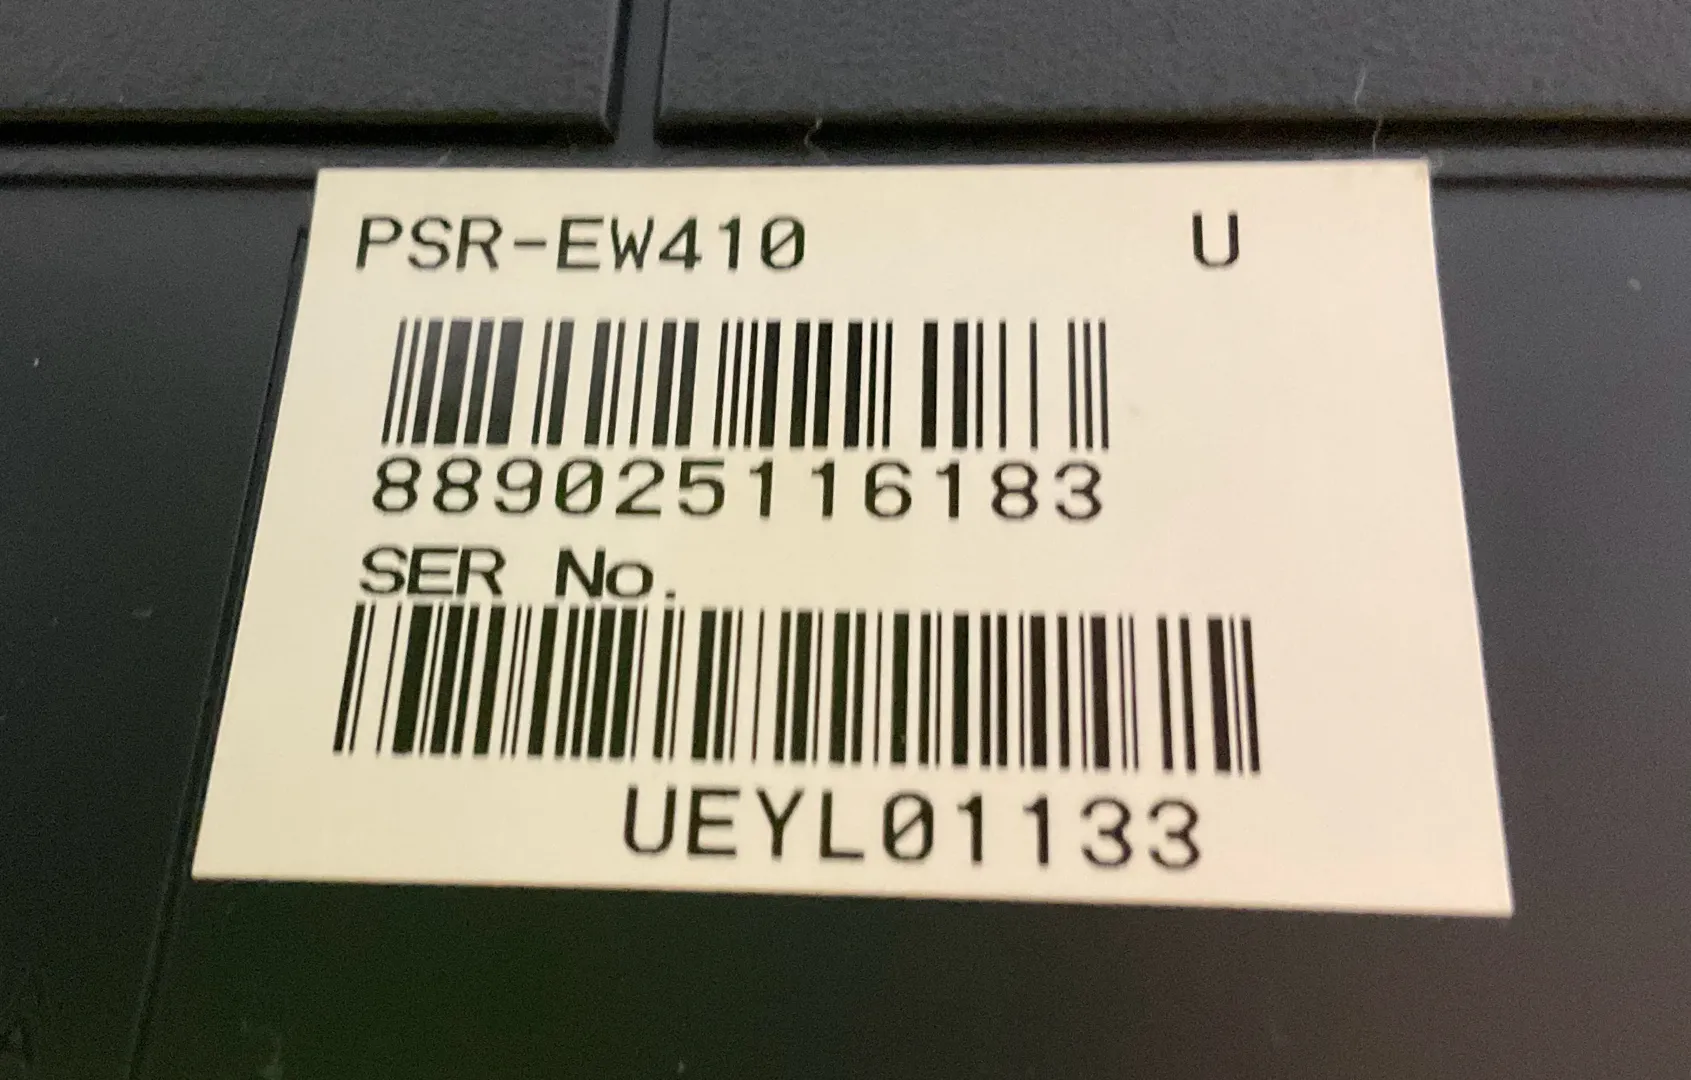 PSR-EW410 U
889025116183
SER No.
UEYL01133